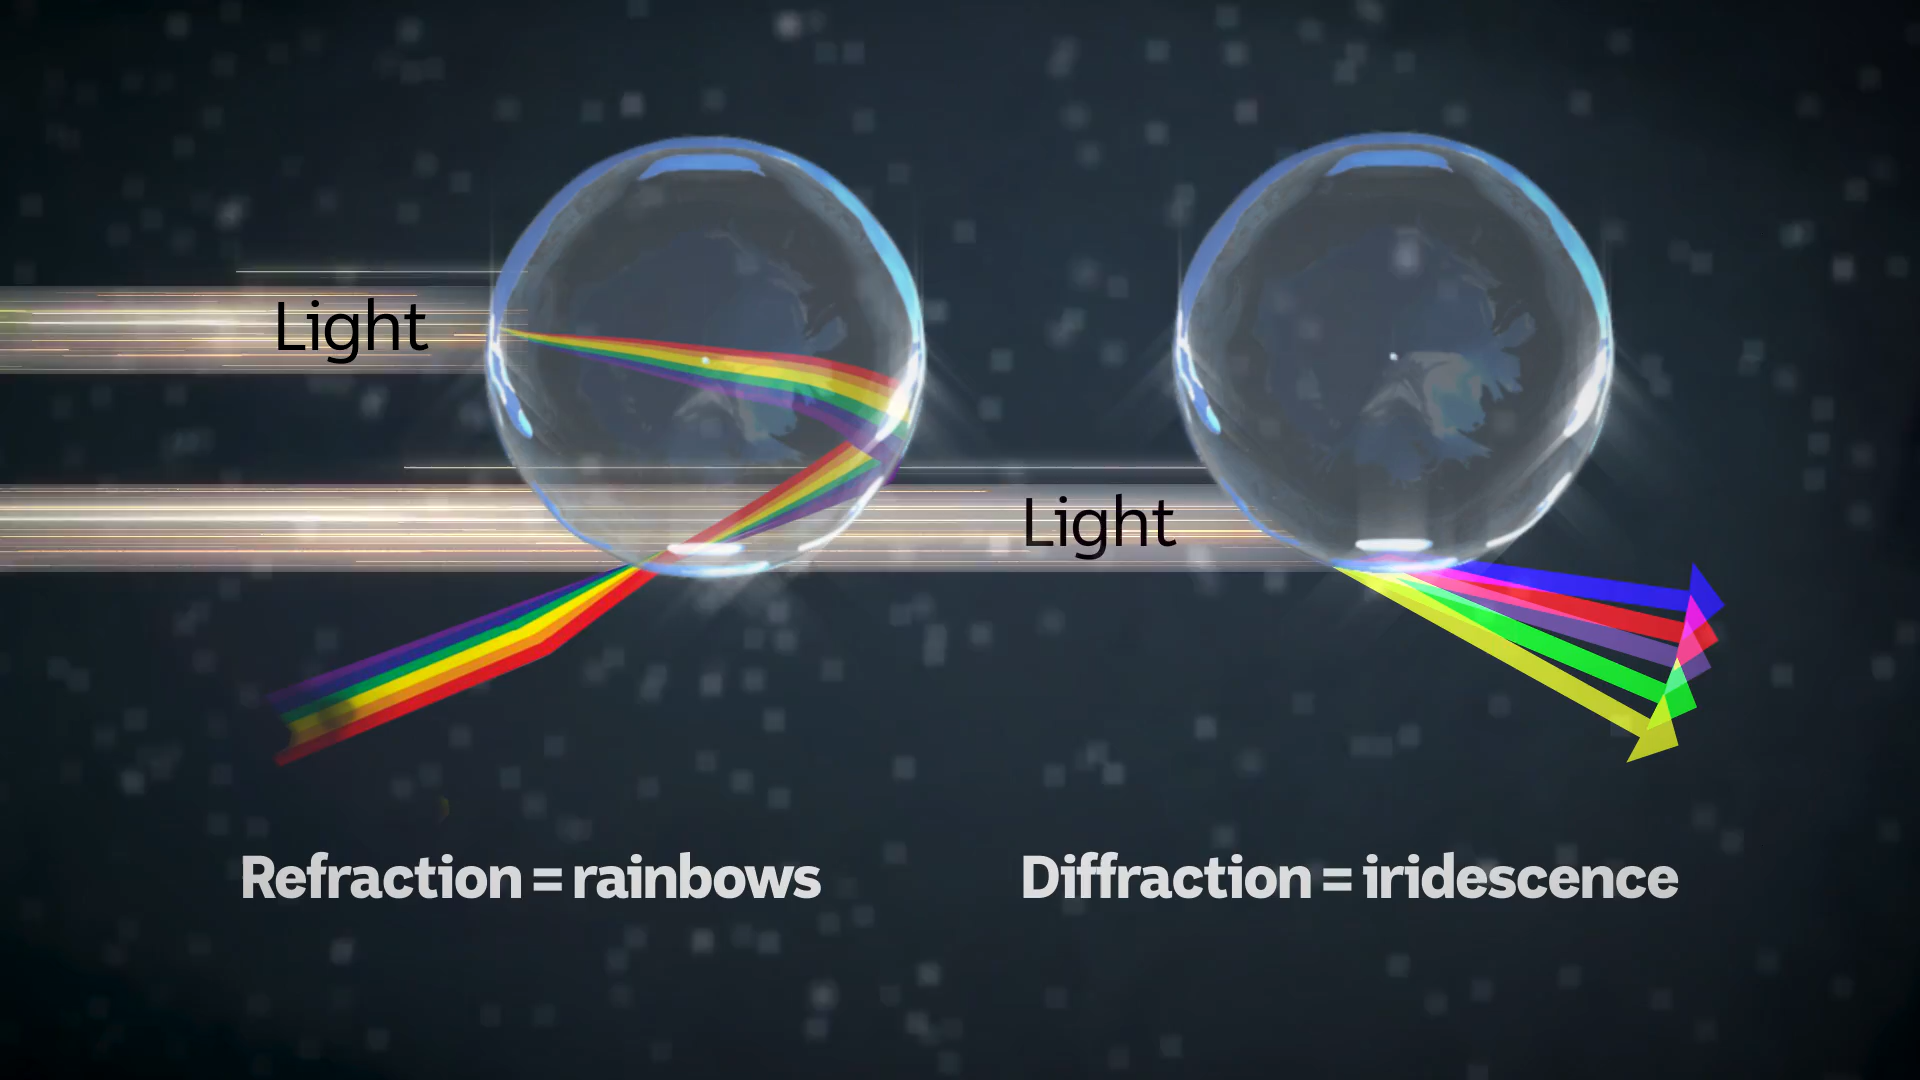 Light
Light
Refraction = rainbows
Diffraction = iridescence